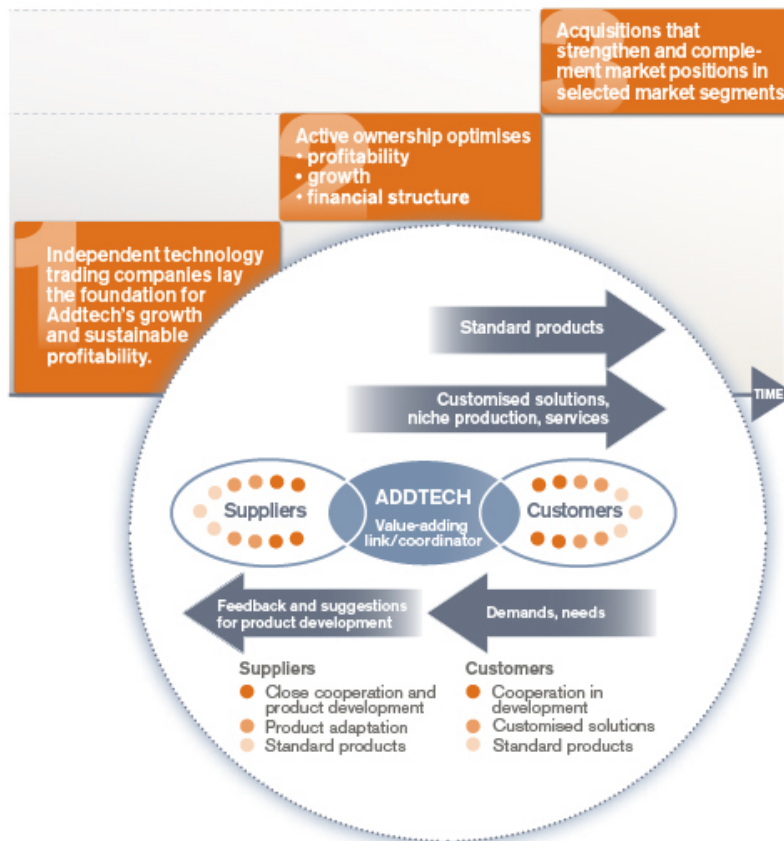 3
Acquisitions that
strengthen and comple-
ment market positions in
selected market segments
2
Active ownership optimises
• profitability
• growth
• financial structure
1
Independent technology
trading companies lay
the foundation for
Addtech's growth
and sustainable
profitability.
TIME
Standard products
Customised solutions,
niche production, services
Suppliers
ADDTECH
Value-adding
link/coordinator
Customers
Feedback and suggestions
for product development
Demands, needs
Suppliers
Close cooperation and
product development
Product adaptation
Standard products
Customers
Cooperation in
development
Customised solutions
Standard products